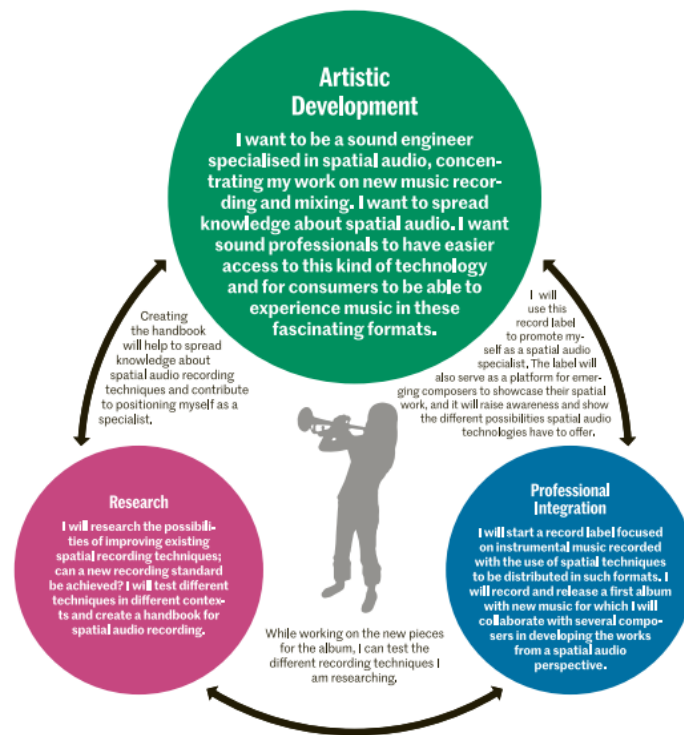 Artistic
Development
I want to be a sound engineer
specialised in spatial audio, concen-
trating my work on new music recor-
ding and mixing. I want to spread
knowledge about spatial audio. I want
sound professionals to have easier
access to this kind of technology
and for consumers to be able to
experience music in these
fascinating formats.
Creating
the handbook
will help to spread
knowledge about
spatial audio recording
techniques and contribute
to positioning myself as a
specialist.
I will
use this
record label
to promote my-
self as a spatial audio
specialist. The label will
also serve as a platform for emer-
ging composers to showcase their spatial
work, and it will raise awareness and show
the different possibilities spatial audio
technologies have to offer.
Research
I will research the possibili-
ties of improving existing
spatial recording techniques;
can a new recording standard
be achieved? I will test different
techniques in different contex-
ts and create a handbook for
spatial audio recording.
Professional
Integration
I will start a record label focused
on instrumental music recorded
with the use of spatial techniques
to be distributed in such formats. I
will record and release a first album
with new music for which I will
collaborate with several compo-
sers in developing the works
from a spatial audio
perspective.
While working on the new pieces
for the album, I can test the
different recording techniques I
am researching.